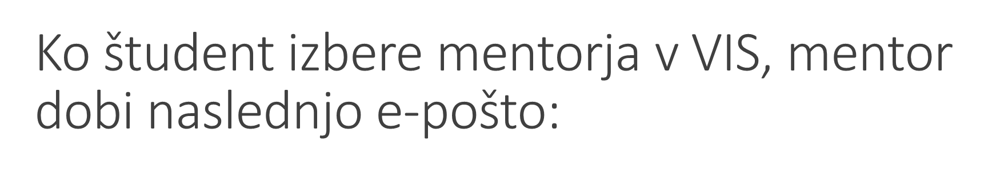 Ko študent izbere mentorja v VIS, mentor
dobi naslednjo e-pošto: